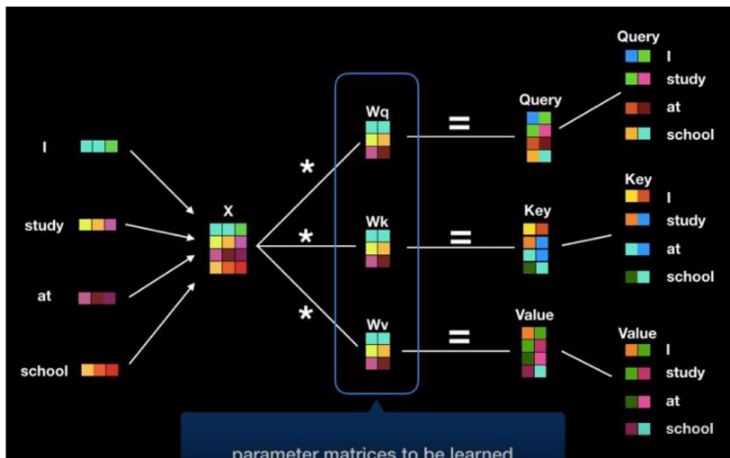 I
study
at
school
X
*
*
*
Wq
Wk
Wv
=
=
=
Query
Key
Value
Query
I
study
at
school
Key
I
study
at
school
Value
I
study
at
school
parameter matrices to be learned